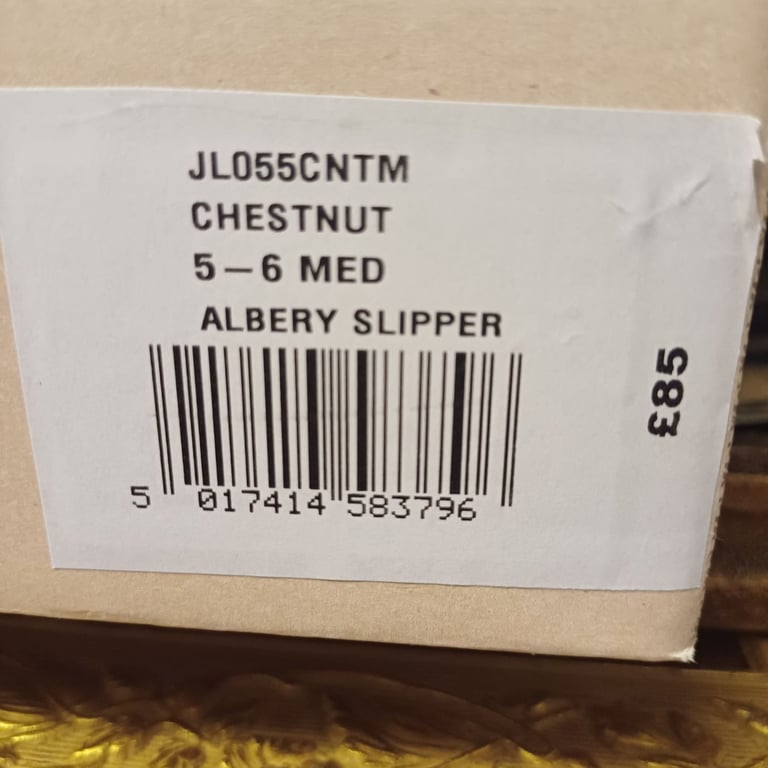 JL055CNTM
CHESTNUT
5 – 6 MED
ALBERY SLIPPER
5 017414 583796
£85